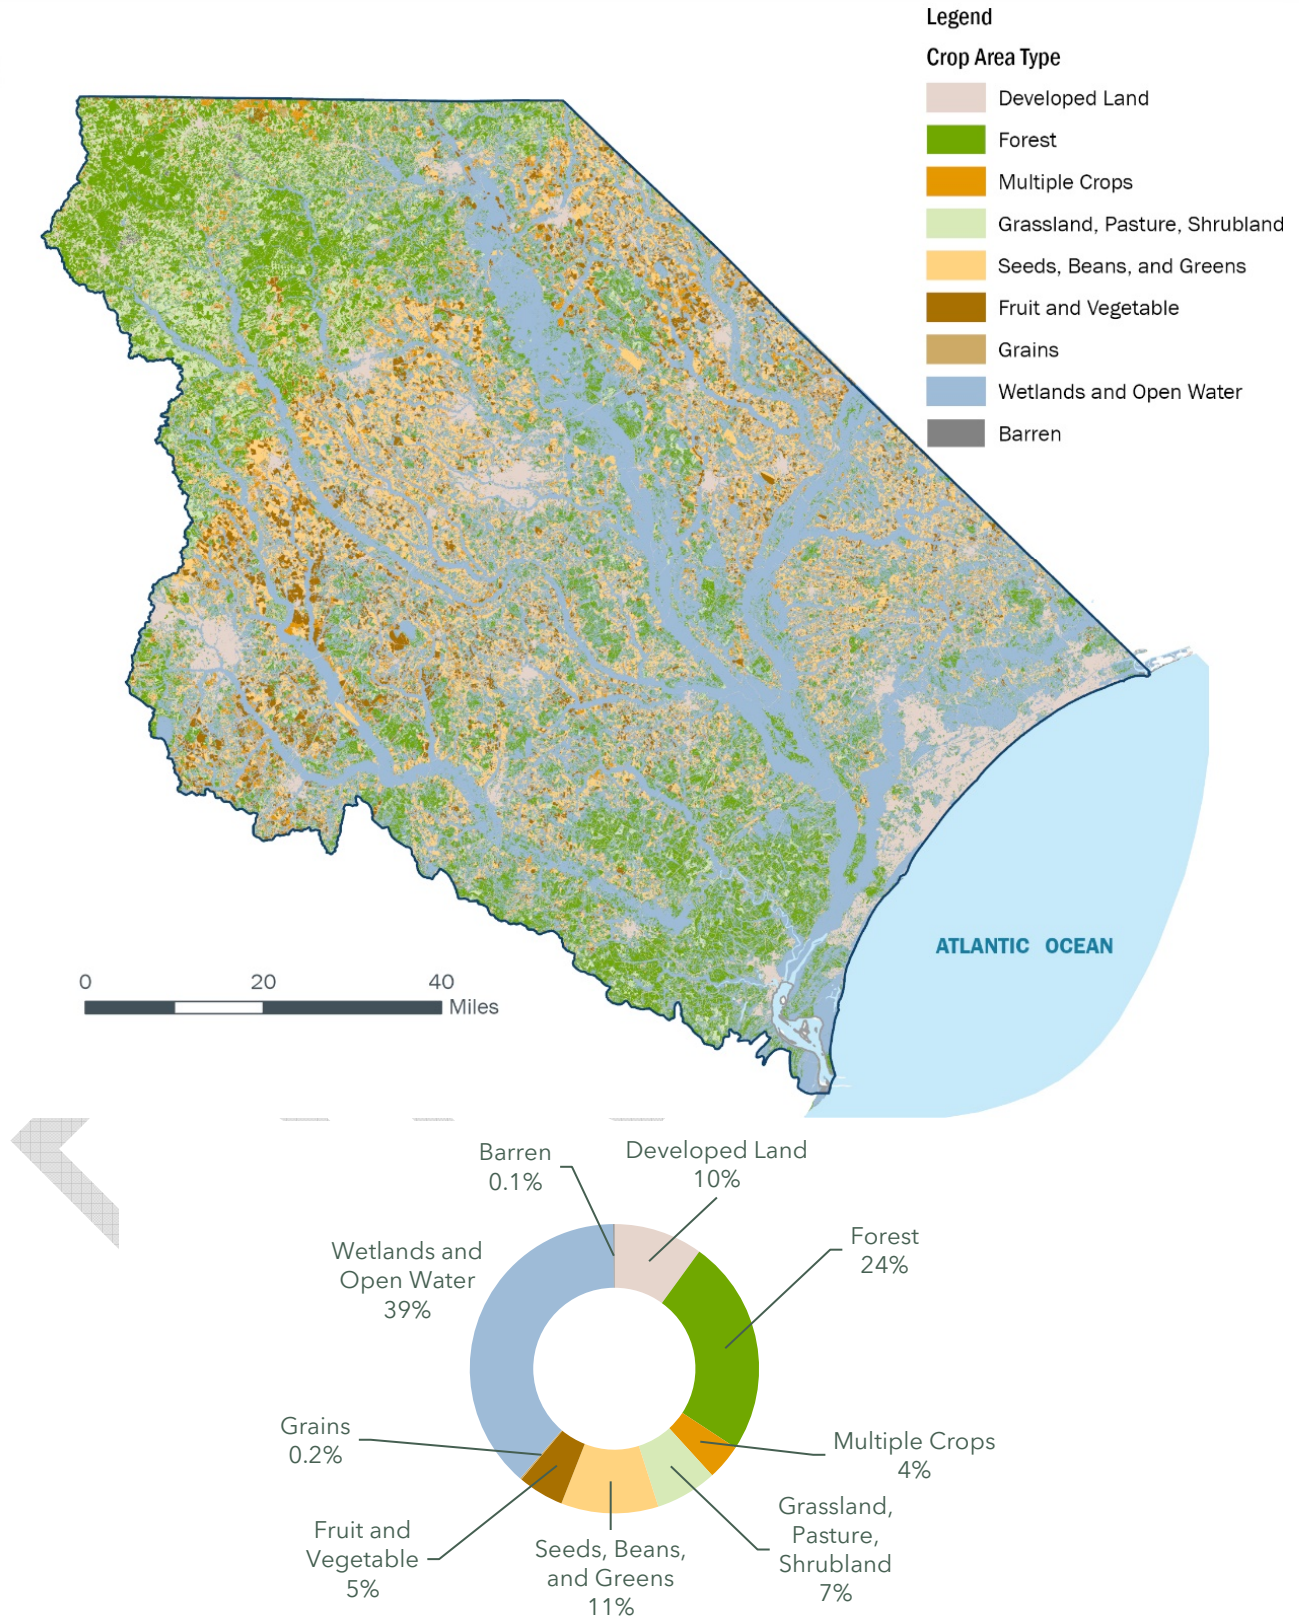 Legend
Crop Area Type
Developed Land
Forest
Multiple Crops
Grassland, Pasture, Shrubland
Seeds, Beans, and Greens
Fruit and Vegetable
Grains
Wetlands and Open Water
Barren
ATLANTIC OCEAN
0 20 40
Miles
Barren
0.1%
Developed Land
10%
Forest
24%
Wetlands and
Open Water
39%
Grains
0.2%
Multiple Crops
4%
Grassland,
Pasture,
Shrubland
7%
Fruit and
Vegetable
5%
Seeds, Beans,
and Greens
11%